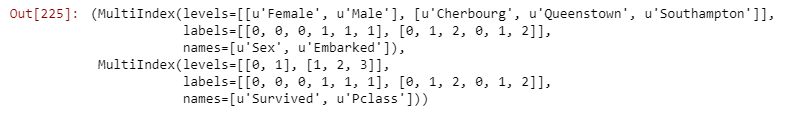 Out[225]: (MultiIndex(levels=[[u'Female', u'Male'], [u'Cherbourg', u'Queenstown', u'Southampton']],
labels=[[0, 0, 0, 1, 1, 1], [0, 1, 2, 0, 1, 2]],
names=[u'Sex', u'Embarked']),
MultiIndex(levels=[[0, 1], [1, 2, 3]],
labels=[[0, 0, 0, 1, 1, 1], [0, 1, 2, 0, 1, 2]],
names=[u'Survived', u'Pclass']))